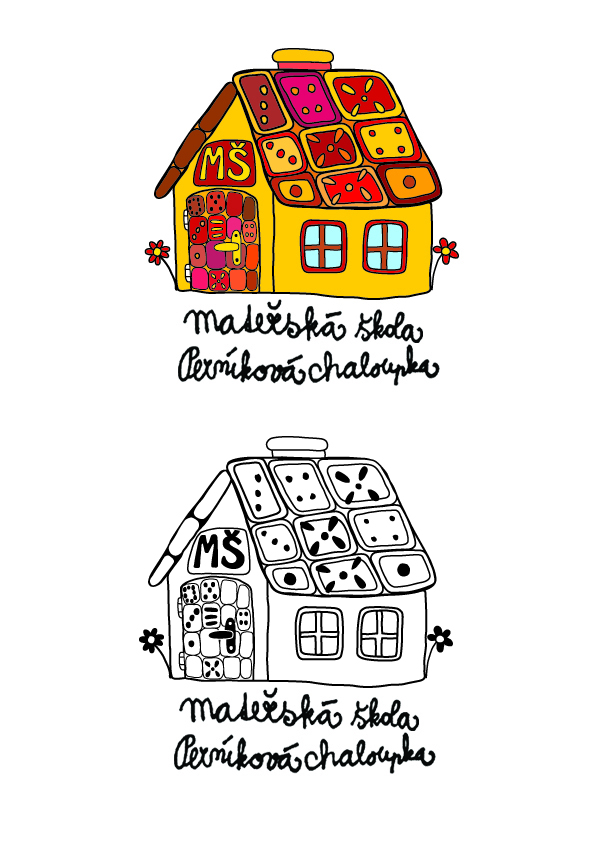 MŠ
mateřská škola
Perníková chaloupka
MŠ
mateřská škola
Perníková chaloupka